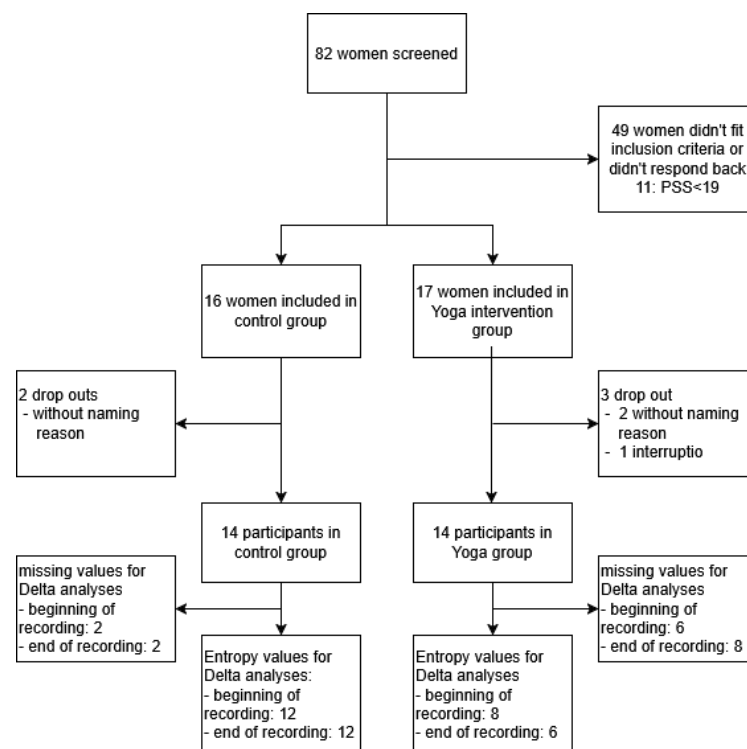 82 women screened
49 women didn't fit
inclusion criteria or
didn't respond back
11: PSS<19
16 women included in
control group
17 women included in
Yoga intervention
group
2 drop outs
- without naming
reason
3 drop out
- 2 without naming
reason
- 1 interruptio
14 participants in
control group
14 participants in
Yoga group
missing values for
Delta analyses
- beginning of
recording: 2
- end of recording: 2
missing values for
Delta analyses
- beginning of
recording: 6
- end of recording: 8
Entropy values for
Delta analyses:
- beginning of
recording: 12
- end of recording: 12
Entropy values for
Delta analyses
- beginning of
recording: 8
- end of recording: 6